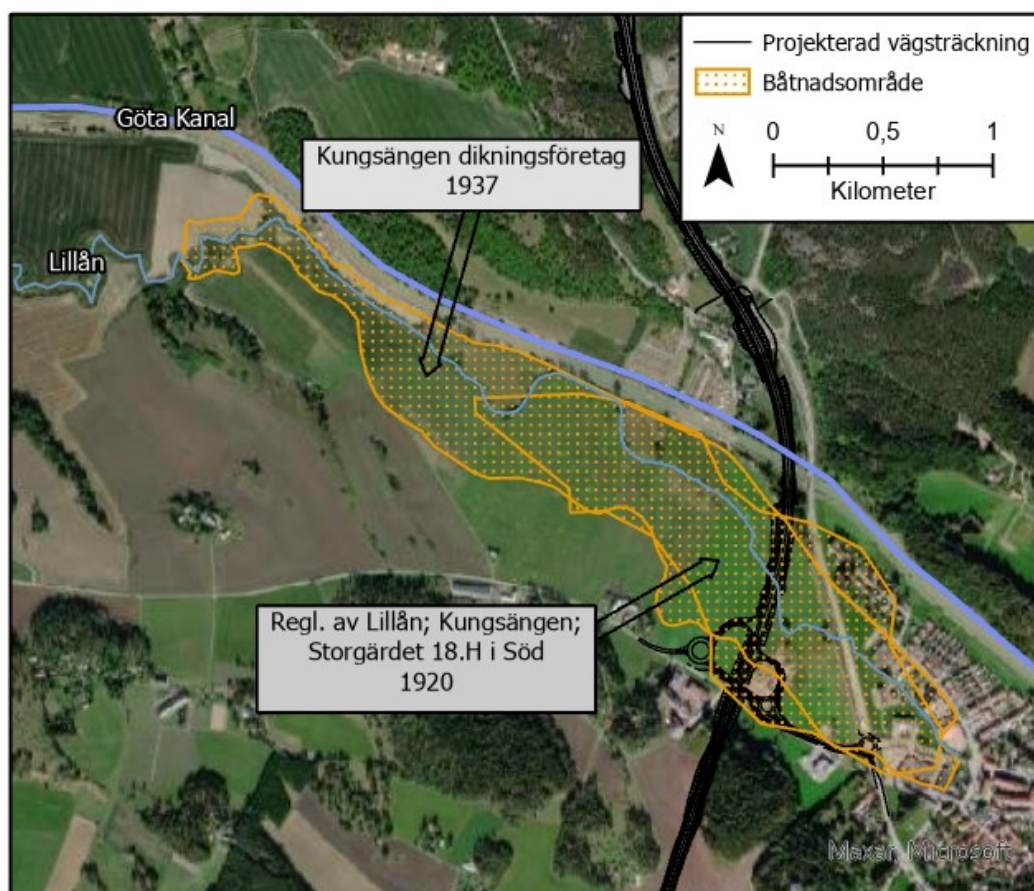 Projekterad vägsträckning
Båtnadsområde
N
0 0,5 1
Kilometer
Göta Kanal
Kungsängen dikningsföretag
1937
Lillån
Regl. av Lillån; Kungsängen;
Storgärdet 18.H i Söd
1920
Maxar, Microsoft